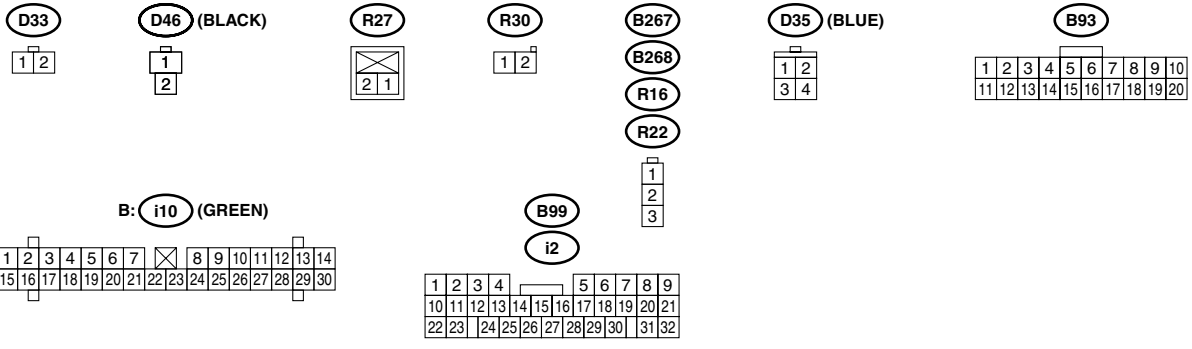 D33
D46 (BLACK)
R27
R30
B267
B268
R16
R22
D35 (BLUE)
B93
1 2
1
2
2 1
1 2
1 2
3 4
1 2 3 4 5 6 7 8 9 10
11 12 13 14 15 16 17 18 19 20
1
2
3
B: i10 (GREEN)
1 2 3 4 5 6 7 8 9 10 11 12 13 14
15 16 17 18 19 20 21 22 23 24 25 26 27 28 29 30
B99
i2
1 2 3 4 5 6 7 8 9
10 11 12 13 14 15 16 17 18 19 20 21
22 23 24 25 26 27 28 29 30 31 32